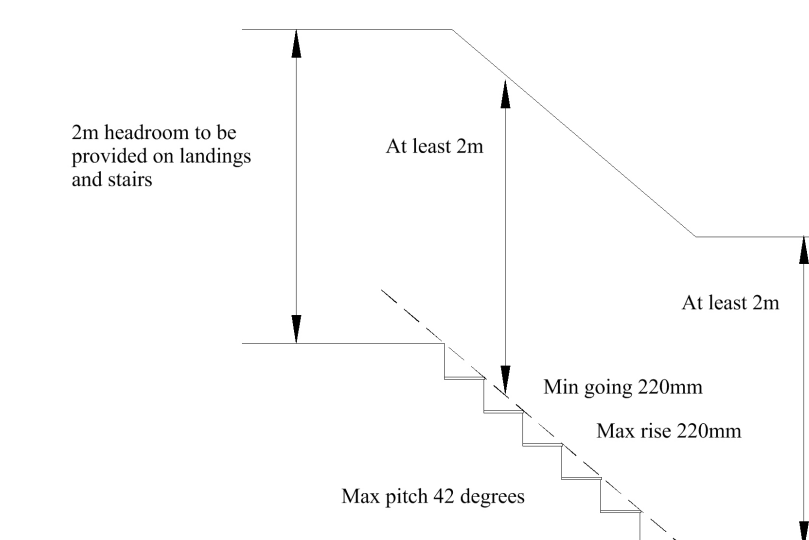 2m headroom to be
provided on landings
and stairs
At least 2m
At least 2m
Min going 220mm
Max rise 220mm
Max pitch 42 degrees